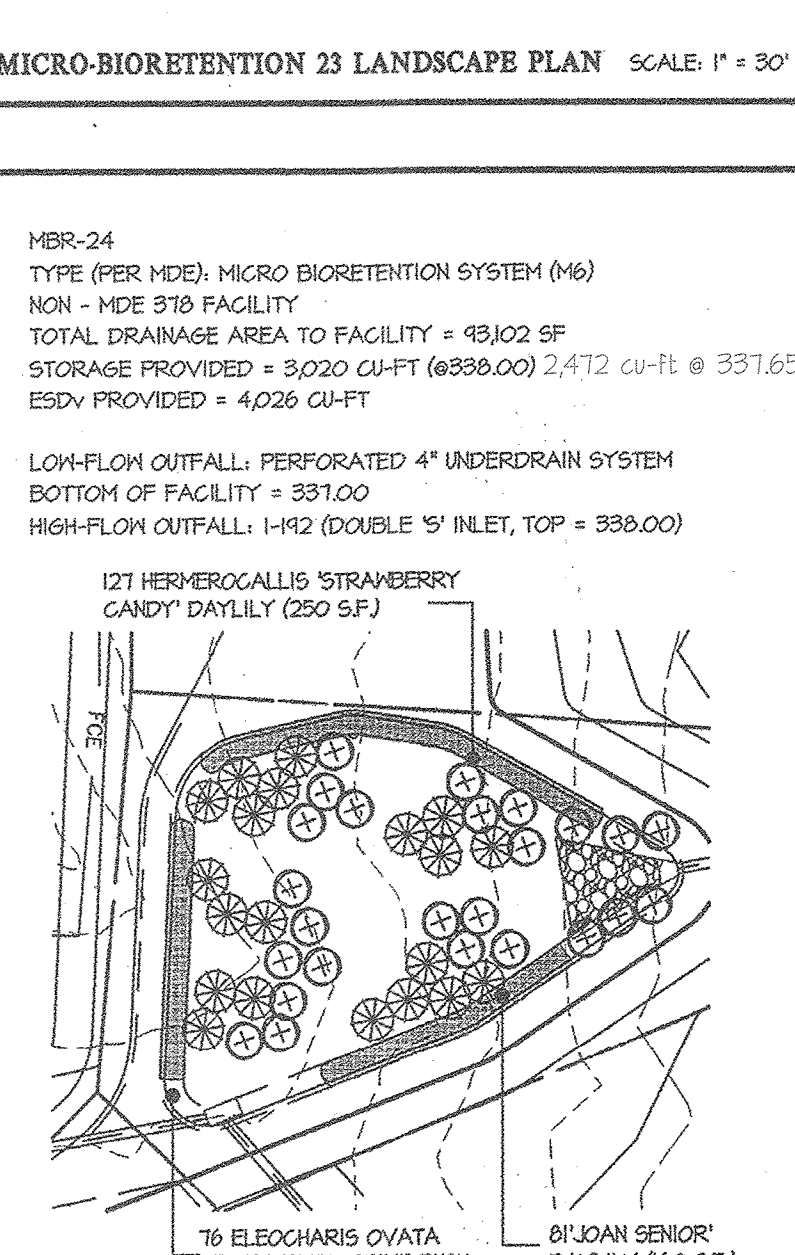 MICRO-BIORETENTION 23 LANDSCAPE PLAN SCALE: 1" = 30'
MBR-24
TYPE (PER MDE): MICRO BIORETENTION SYSTEM (M6)
NON - MDE 378 FACILITY
TOTAL DRAINAGE AREA TO FACILITY = 93,102 SF
STORAGE PROVIDED = 3,020 CU-FT (@338.00) 2,472 cu-ft @ 337.65
ESDv PROVIDED = 4,026 CU-FT
LOW-FLOW OUTFALL: PERFORATED 4" UNDERDRAIN SYSTEM
BOTTOM OF FACILITY = 337.00
HIGH-FLOW OUTFALL: I-192 (DOUBLE 'S' INLET, TOP = 338.00)
127 HERMEROCALLIS 'STRAWBERRY
CANDY' DAYLILY (250 S.F.)
FCE
76 ELEOCHARIS OVATA
81 'JOAN SENIOR'